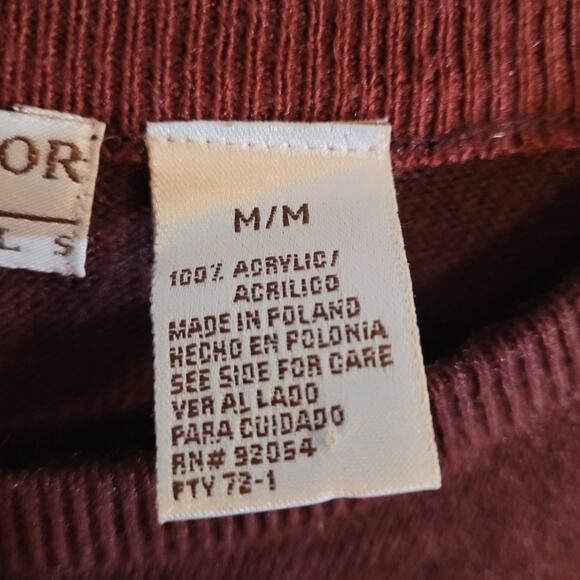 OR
L S
M/M
100% ACRYLIC/
ACRILICO
MADE IN POLAND
HECHO EN POLONIA
SEE SIDE FOR CARE
VER AL LADO
PARA CUIDADO
RN# 92054
FTY 72-1